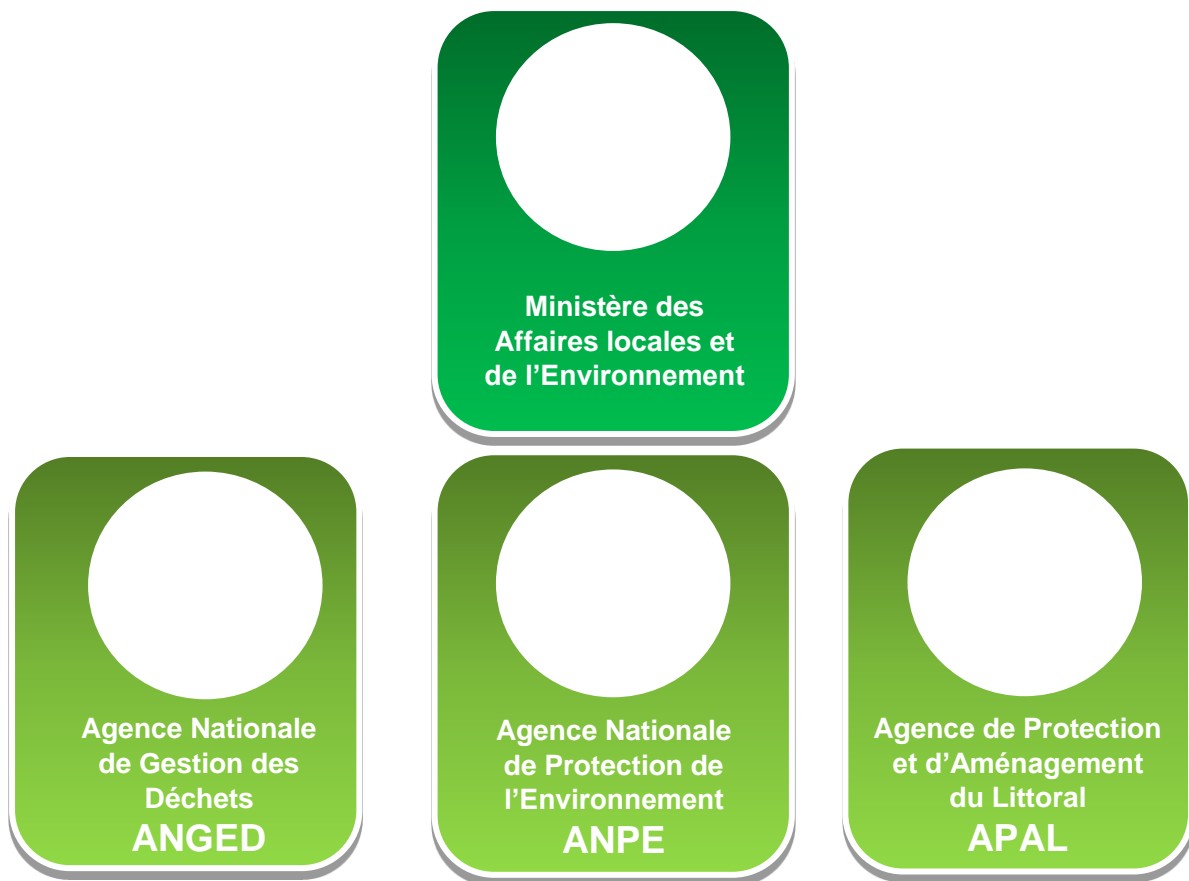 Ministère des
Affaires locales et
de l’Environnement
Agence Nationale
de Gestion des
Déchets
ANGED
Agence Nationale
de Protection de
l’Environnement
ANPE
Agence de Protection
et d’Aménagement
du Littoral
APAL